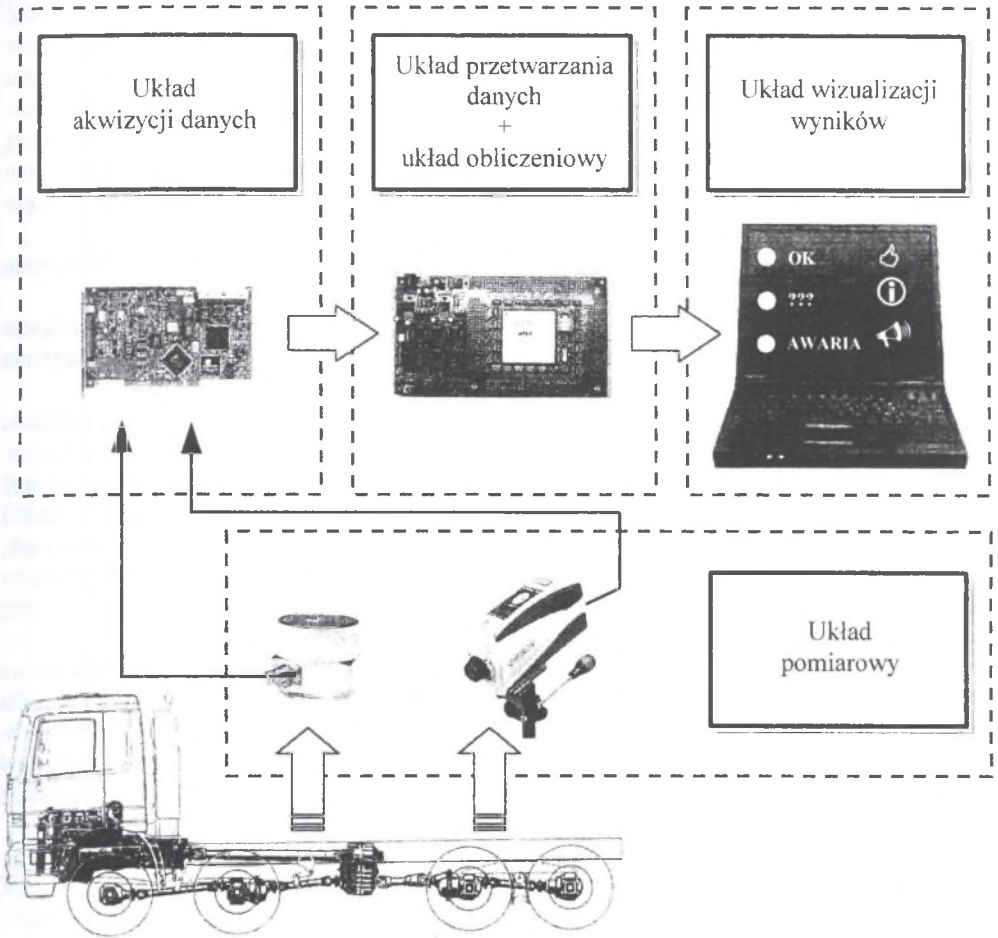 Układ
akwizycji danych
Układ przetwarzania
danych
+
układ obliczeniowy
Układ wizualizacji
wyników
OK
???
AWARIA
Układ
pomiarowy